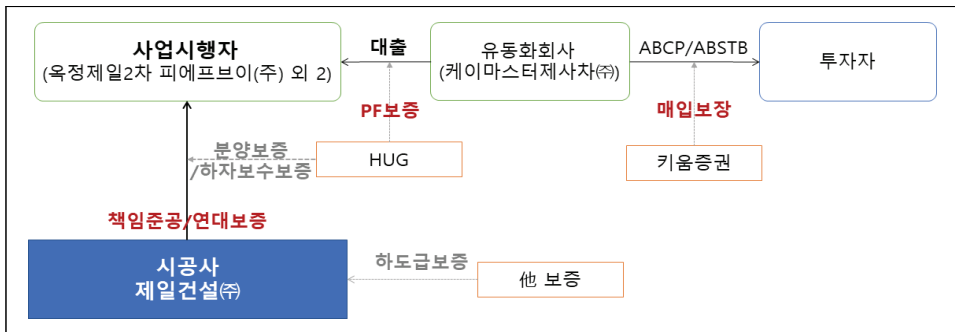 사업시행자
(옥정제일2차 피에프브이(주) 외 2)
대출
유동화회사
(케이마스터제사차㈜)
ABCP/ABSTB
투자자
PF보증
매입보장
분양보증
/하자보수보증
HUG
키움증권
책임준공/연대보증
시공사
제일건설㈜
하도급보증
他 보증